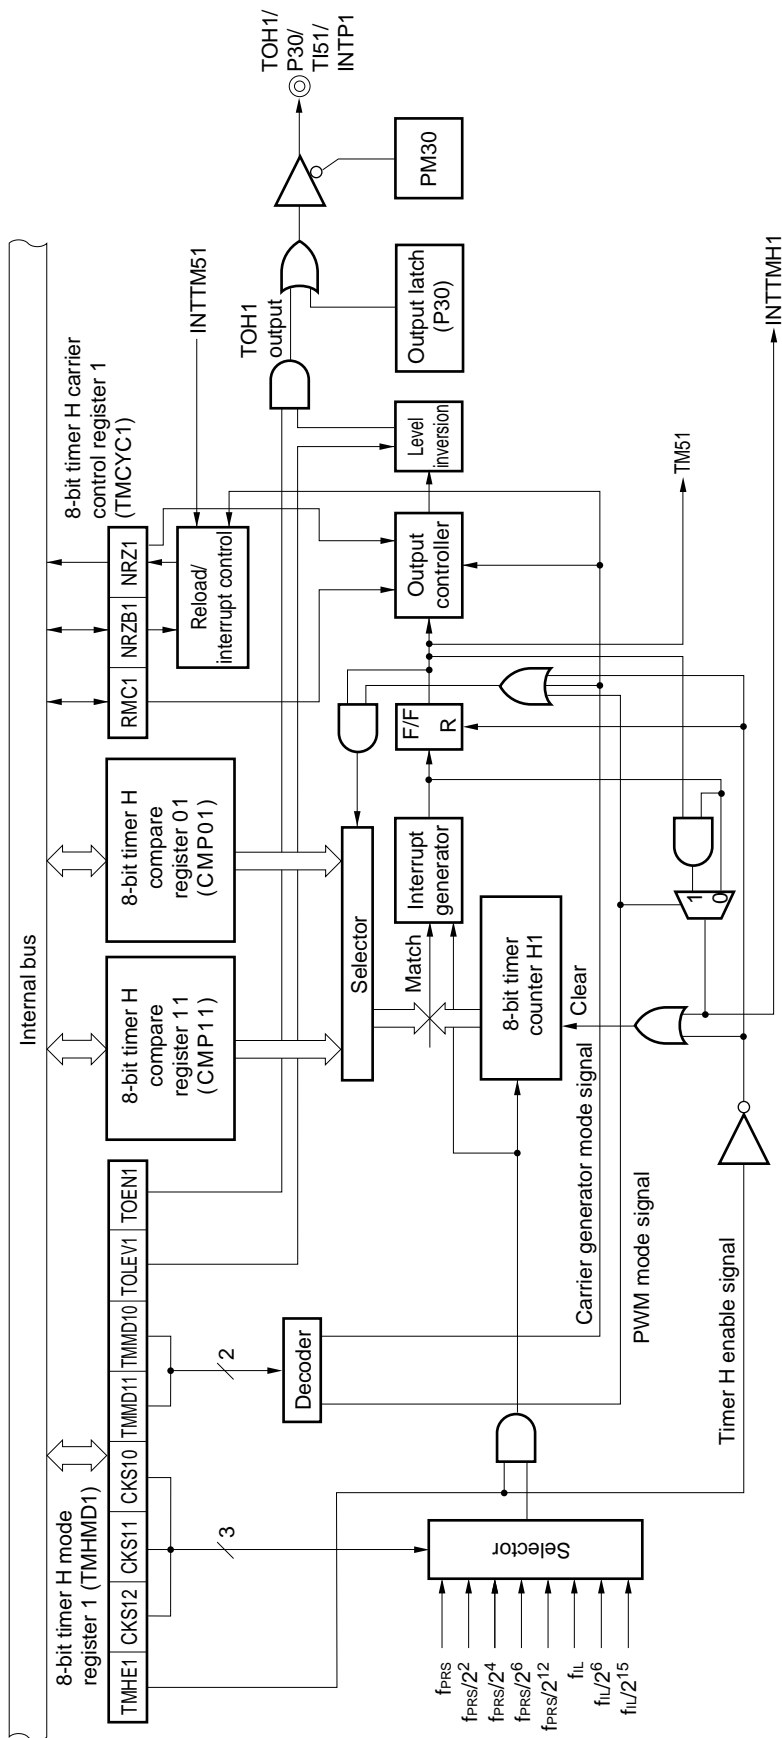 Internal bus
8-bit timer H mode
register 1 (TMHMD1)
TMHE1
CKS12
CKS11
CKS10
TMMD11
TMMD10
TOLEV1
TOEN1
8-bit timer H
compare
register 11
(CMP11)
8-bit timer H
compare
register 01
(CMP01)
8-bit timer H carrier
control register 1
(TMCYC1)
RMC1
NRZB1
NRZ1
Reload/
interrupt control
INTTM51
TOH1
output
TOH1/
P30/
TI51/
INTP1
3
2
Decoder
Selector
Match
Interrupt
generator
F/F
R
Output
controller
Level
inversion
Output latch
(P30)
PM30
fPRS
fPRS/2²
fPRS/2⁴
fPRS/2⁶
fPRS/2¹²
fIL
fIL/2⁶
fIL/2¹⁵
Selector
8-bit timer
counter H1
Clear
Carrier generator mode signal
PWM mode signal
Timer H enable signal
1
0
TM51
INTTMH1